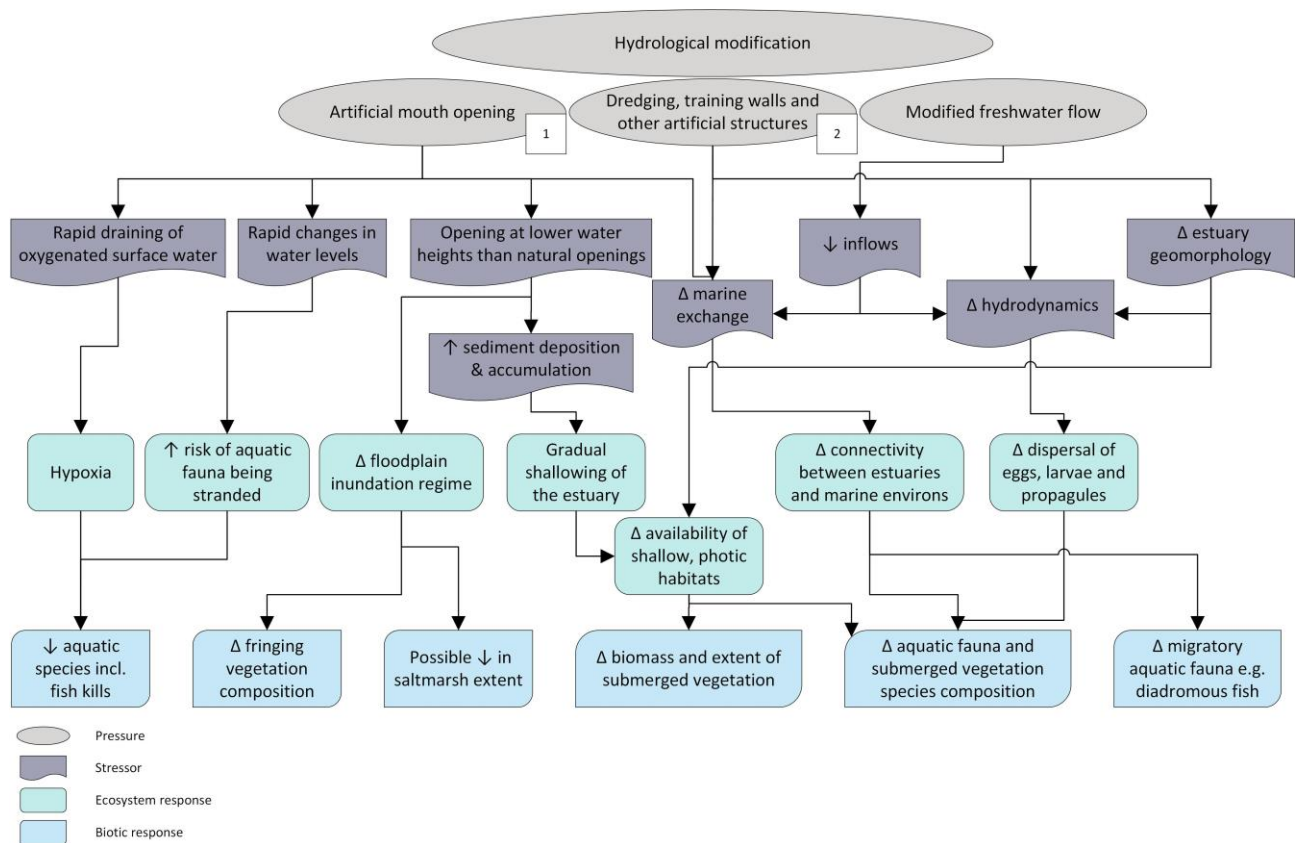 Hydrological modification
Artificial mouth opening
1
Dredging, training walls and
other artificial structures
2
Modified freshwater flow
Rapid draining of
oxygenated surface water
Rapid changes in
water levels
Opening at lower water
heights than natural openings
↓ inflows
Δ estuary
geomorphology
Δ marine
exchange
Δ hydrodynamics
↑ sediment deposition
& accumulation
Hypoxia
↑ risk of aquatic
fauna being
stranded
Δ floodplain
inundation regime
Gradual
shallowing of
the estuary
Δ connectivity
between estuaries
and marine environs
Δ dispersal of
eggs, larvae and
propagules
Δ availability of
shallow, photic
habitats
↓ aquatic
species incl.
fish kills
Δ fringing
vegetation
composition
Possible ↓ in
saltmarsh extent
Δ biomass and extent of
submerged vegetation
Δ aquatic fauna and
submerged vegetation
species composition
Δ migratory
aquatic fauna e.g.
diadromous fish
Pressure
Stressor
Ecosystem response
Biotic response